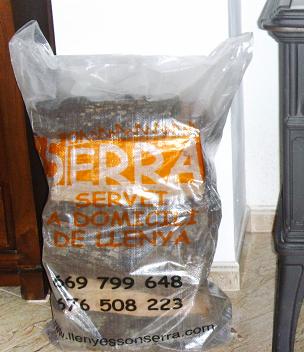 SERRA
SERVEI
A DOMICILI
DE LLENYA
669 799 648
676 508 223
www.llenyessonserra.com